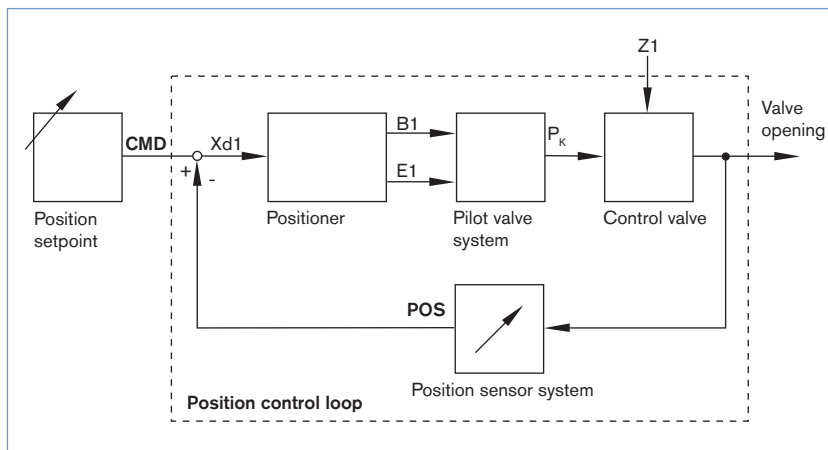 Z1
Valve
opening
CMD
Xd1
B1
P_K
+
-
E1
Position
setpoint
Positioner
Pilot valve
system
Control valve
POS
Position sensor system
Position control loop